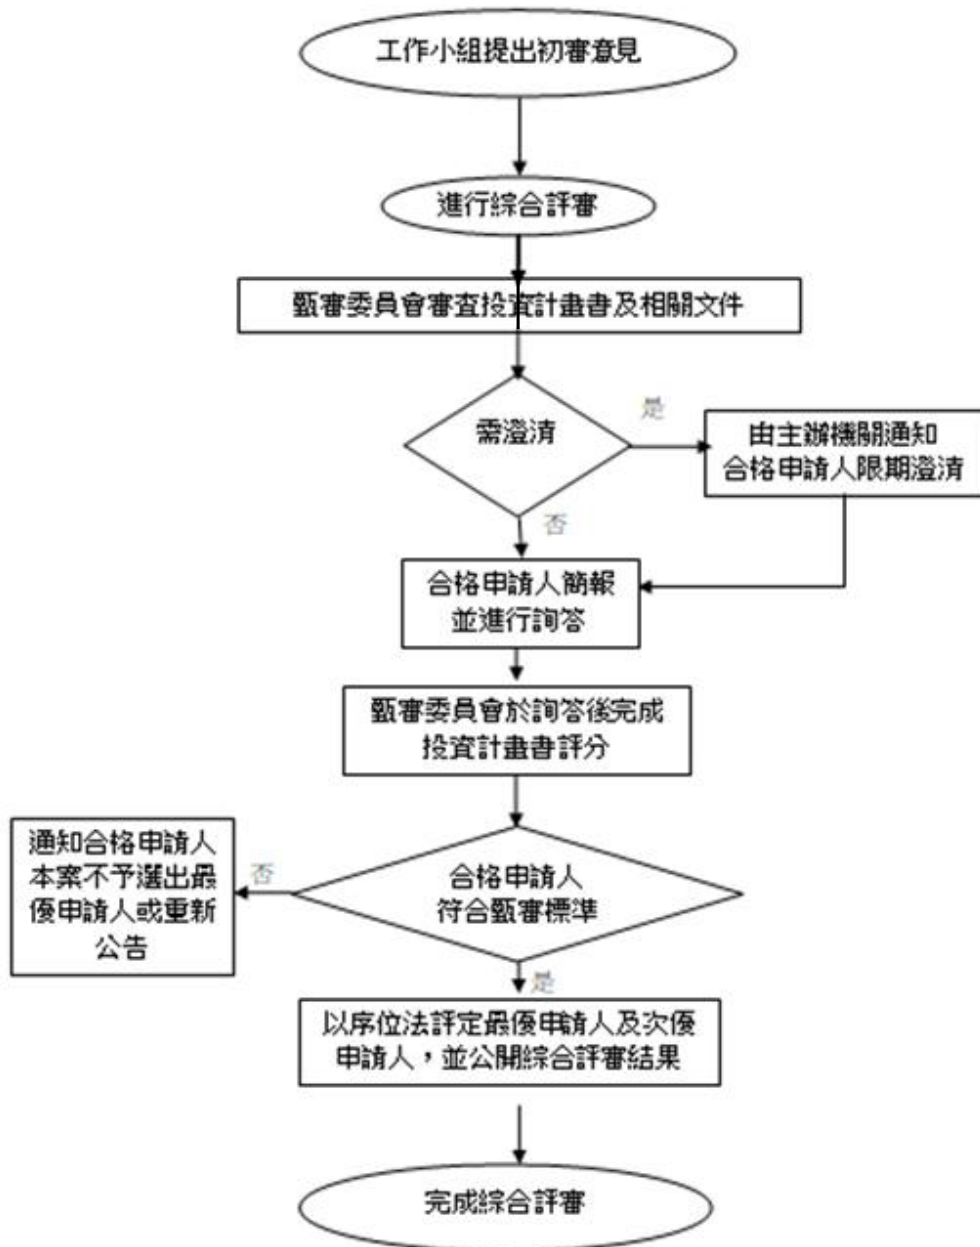 工作小組提出初審意見
進行綜合評審
甄審委員會審查投資計畫書及相關文件
需澄清
是
由主辦機關通知
合格申請人限期澄清
否
合格申請人簡報
並進行詢答
甄審委員會於詢答後完成
投資計畫書評分
合格申請人
符合甄審標準
否
通知合格申請人
本案不予選出最
優申請人或重新
公告
是
以序位法評定最優申請人及次優
申請人，並公開綜合評審結果
完成綜合評審